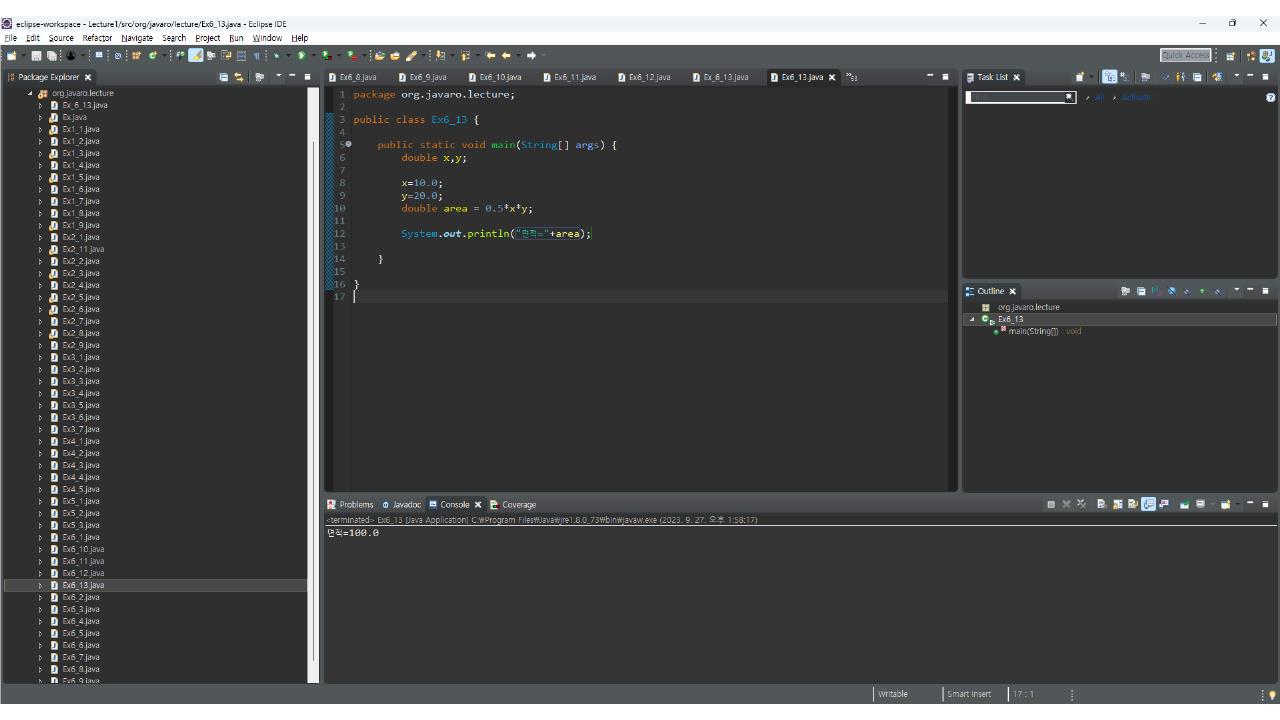 eclipse-workspace - Lecture1/src/org/javaro/lecture/Ex6_13.java - Eclipse IDE
File Edit Source Refactor Navigate Search Project Run Window Help
Quick Access
Package Explorer
org.javaro.lecture
Ex_6_13.java
Ex.java
Ex1_1.java
Ex1_2.java
Ex1_3.java
Ex1_4.java
Ex1_5.java
Ex1_6.java
Ex1_7.java
Ex1_8.java
Ex1_9.java
Ex2_1.java
Ex2_11.java
Ex2_2.java
Ex2_3.java
Ex2_4.java
Ex2_5.java
Ex2_6.java
Ex2_7.java
Ex2_8.java
Ex2_9.java
Ex3_1.java
Ex3_2.java
Ex3_3.java
Ex3_4.java
Ex3_5.java
Ex3_6.java
Ex3_7.java
Ex4_1.java
Ex4_2.java
Ex4_3.java
Ex4_4.java
Ex4_5.java
Ex5_1.java
Ex5_2.java
Ex5_3.java
Ex6_1.java
Ex6_10.java
Ex6_11.java
Ex6_12.java
Ex6_13.java
Ex6_2.java
Ex6_3.java
Ex6_4.java
Ex6_5.java
Ex6_6.java
Ex6_7.java
Ex6_8.java
Ex6_9.java
Ex6_8.java Ex6_9.java Ex6_10.java Ex6_11.java Ex6_12.java Ex_6_13.java Ex6_13.java »53
1 package org.javaro.lecture;
2
3 public class Ex6_13 {
4
5 public static void main(String[] args) {
6 double x,y;
7
8 x=10.0;
9 y=20.0;
10 double area = 0.5*x*y;
11
12 System.out.println("면적="+area);
13
14 }
15
16 }
17
Task List
Find
All Activate...
Outline
org.javaro.lecture
Ex6_13
main(String[]) : void
Problems Javadoc Console Coverage
<terminated> Ex6_13 [Java Application] C:₩Program Files₩Java₩jre1.8.0_73₩bin₩javaw.exe (2023. 9. 27. 오후 1:58:17)
면적=100.0
Writable Smart Insert 17 : 1